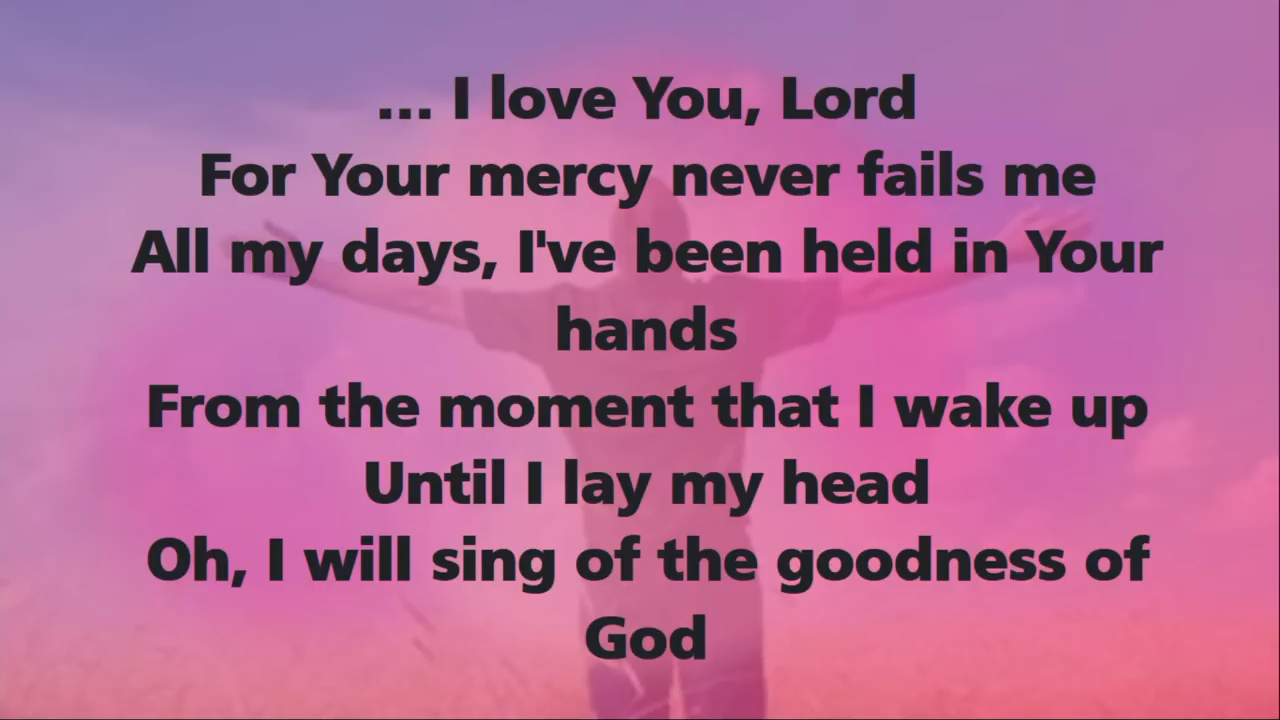 ... I love You, Lord
For Your mercy never fails me
All my days, I've been held in Your
hands
From the moment that I wake up
Until I lay my head
Oh, I will sing of the goodness of
God